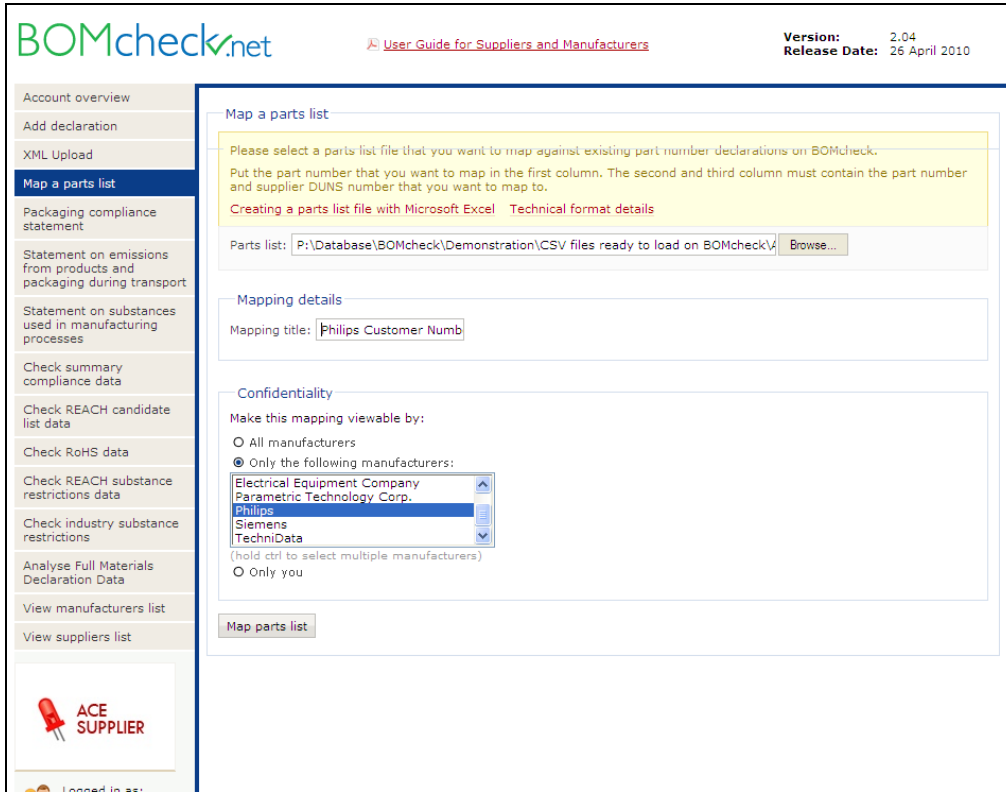 BOMcheck.net
User Guide for Suppliers and Manufacturers
Version: 2.04
Release Date: 26 April 2010
Account overview
Add declaration
XML Upload
Map a parts list
Packaging compliance
statement
Statement on emissions
from products and
packaging during transport
Statement on substances
used in manufacturing
processes
Check summary
compliance data
Check REACH candidate
list data
Check RoHS data
Check REACH substance
restrictions data
Check industry substance
restrictions
Analyse Full Materials
Declaration Data
View manufacturers list
View suppliers list
ACE
SUPPLIER
Logged in as:
Map a parts list
Please select a parts list file that you want to map against existing part number declarations on BOMcheck.
Put the part number that you want to map in the first column. The second and third column must contain the part number
and supplier DUNS number that you want to map to.
Creating a parts list file with Microsoft Excel Technical format details
Parts list: P:\Database\BOMcheck\Demonstration\CSV files ready to load on BOMcheck\A Browse...
Mapping details
Mapping title: Philips Customer Numb
Confidentiality
Make this mapping viewable by:
All manufacturers
Only the following manufacturers:
Electrical Equipment Company
Parametric Technology Corp.
Philips
Siemens
TechniData
(hold ctrl to select multiple manufacturers)
Only you
Map parts list